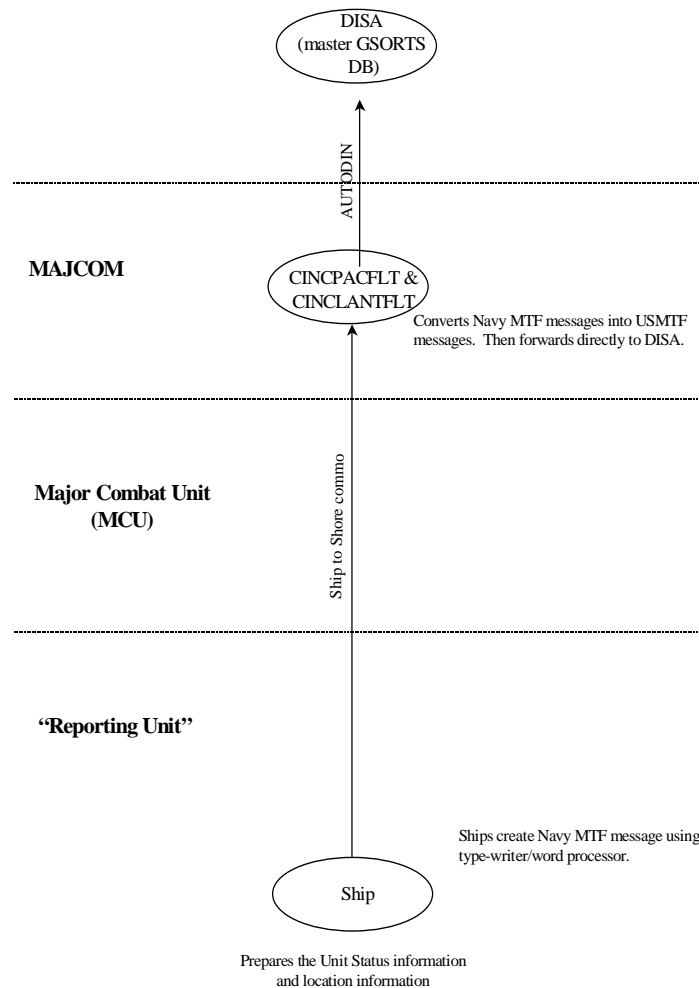 DISA
(master GSORTS
DB)
AUTODIN
MAJCOM
CINCPACFLT &
CINCLANTFLT
Converts Navy MTF messages into USMTF
messages. Then forwards directly to DISA.
Major Combat Unit
(MCU)
Ship to Shore commo
“Reporting Unit”
Ships create Navy MTF message using
type-writer/word processor.
Ship
Prepares the Unit Status information
and location information